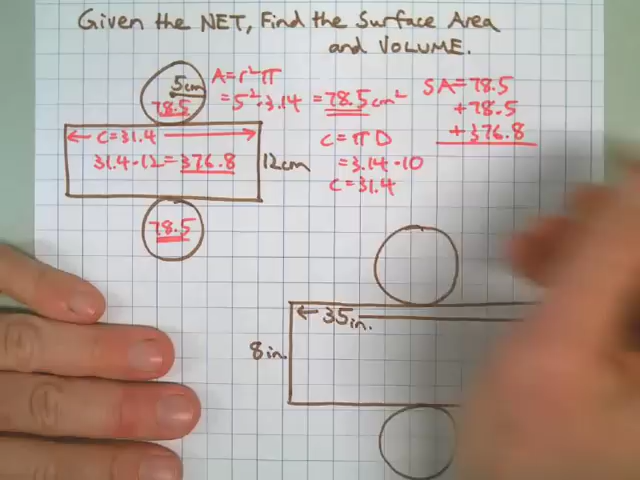 Given the NET, Find the Surface Area
and VOLUME.
5cm
78.5
A=r²π
=5²·3.14 = 78.5cm²
C=31.4
31.4·12=376.8
12cm
C=πD
=3.14·10
C=31.4
SA=78.5
+78.5
+376.8
78.5
35in.
8in.